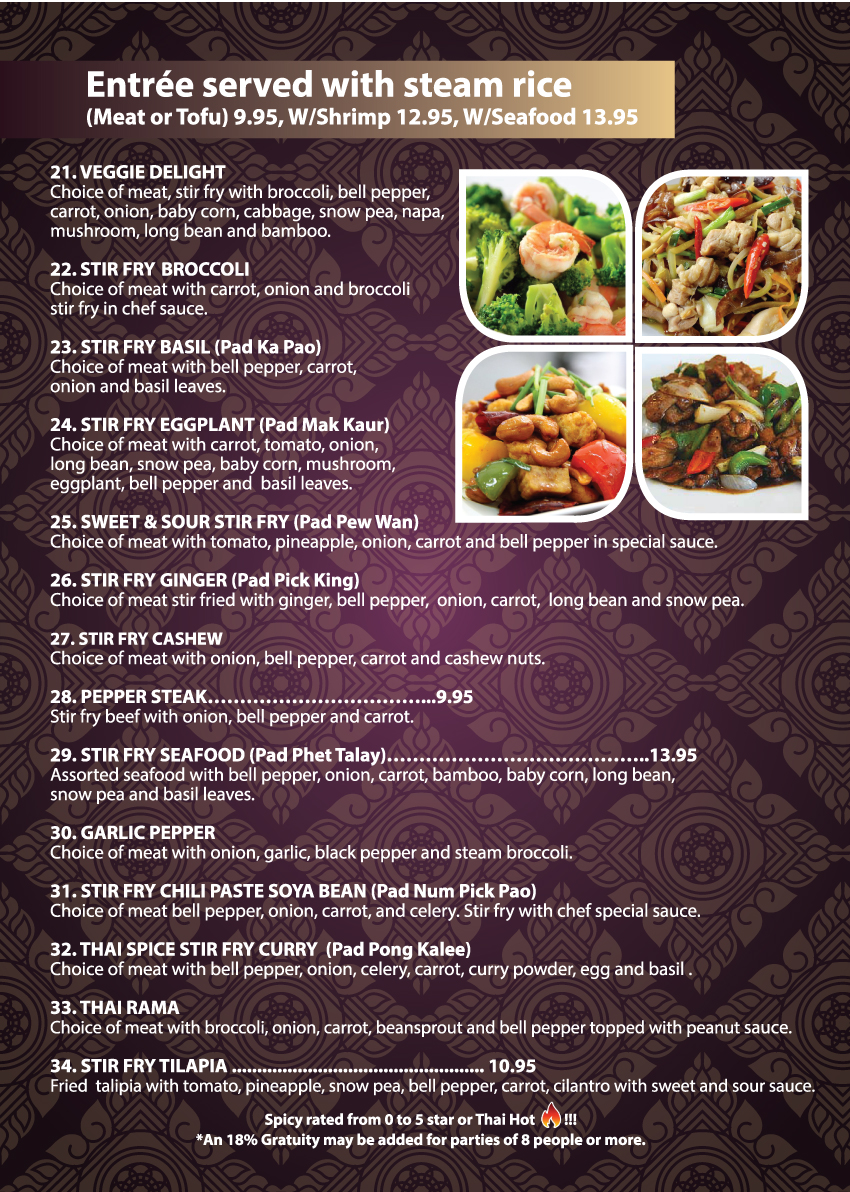 Entrée served with steam rice
(Meat or Tofu) 9.95, W/Shrimp 12.95, W/Seafood 13.95
21. VEGGIE DELIGHT
Choice of meat, stir fry with broccoli, bell pepper,
carrot, onion, baby corn, cabbage, snow pea, napa,
mushroom, long bean and bamboo.
22. STIR FRY BROCCOLI
Choice of meat with carrot, onion and broccoli
stir fry in chef sauce.
23. STIR FRY BASIL (Pad Ka Pao)
Choice of meat with bell pepper, carrot,
onion and basil leaves.
24. STIR FRY EGGPLANT (Pad Mak Kaur)
Choice of meat with carrot, tomato, onion,
long bean, snow pea, baby corn, mushroom,
eggplant, bell pepper and basil leaves.
25. SWEET & SOUR STIR FRY (Pad Pew Wan)
Choice of meat with tomato, pineapple, onion, carrot and bell pepper in special sauce.
26. STIR FRY GINGER (Pad Pick King)
Choice of meat stir fried with ginger, bell pepper, onion, carrot, long bean and snow pea.
27. STIR FRY CASHEW
Choice of meat with onion, bell pepper, carrot and cashew nuts.
28. PEPPER STEAK……………………………...9.95
Stir fry beef with onion, bell pepper and carrot.
29. STIR FRY SEAFOOD (Pad Phet Talay)…………………………………..13.95
Assorted seafood with bell pepper, onion, carrot, bamboo, baby corn, long bean,
snow pea and basil leaves.
30. GARLIC PEPPER
Choice of meat with onion, garlic, black pepper and steam broccoli.
31. STIR FRY CHILI PASTE SOYA BEAN (Pad Num Pick Pao)
Choice of meat bell pepper, onion, carrot, and celery. Stir fry with chef special sauce.
32. THAI SPICE STIR FRY CURRY (Pad Pong Kalee)
Choice of meat with bell pepper, onion, celery, carrot, curry powder, egg and basil .
33. THAI RAMA
Choice of meat with broccoli, onion, carrot, beansprout and bell pepper topped with peanut sauce.
34. STIR FRY TILAPIA ..................................................... 10.95
Fried talipia with tomato, pineapple, snow pea, bell pepper, carrot, cilantro with sweet and sour sauce.
Spicy rated from 0 to 5 star or Thai Hot 🔥!!!
*An 18% Gratuity may be added for parties of 8 people or more.